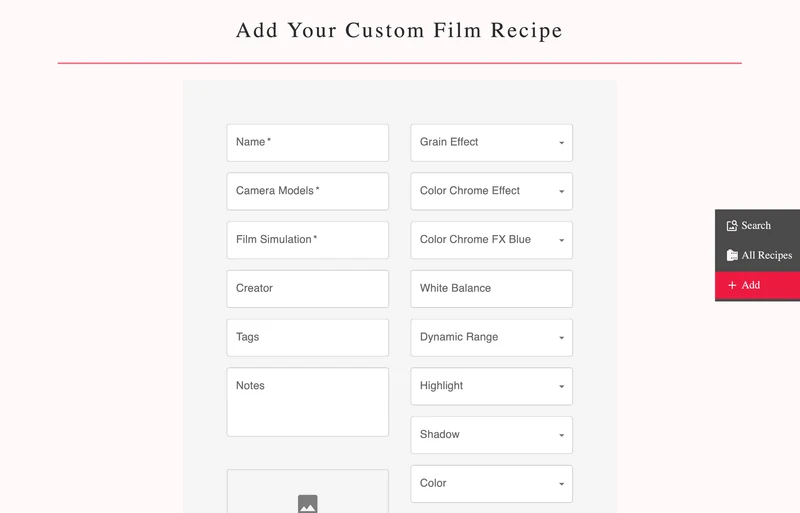 Add Your Custom Film Recipe
Name *
Camera Models *
Film Simulation *
Creator
Tags
Notes
Grain Effect
Color Chrome Effect
Color Chrome FX Blue
White Balance
Dynamic Range
Highlight
Shadow
Color
Search
All Recipes
+ Add